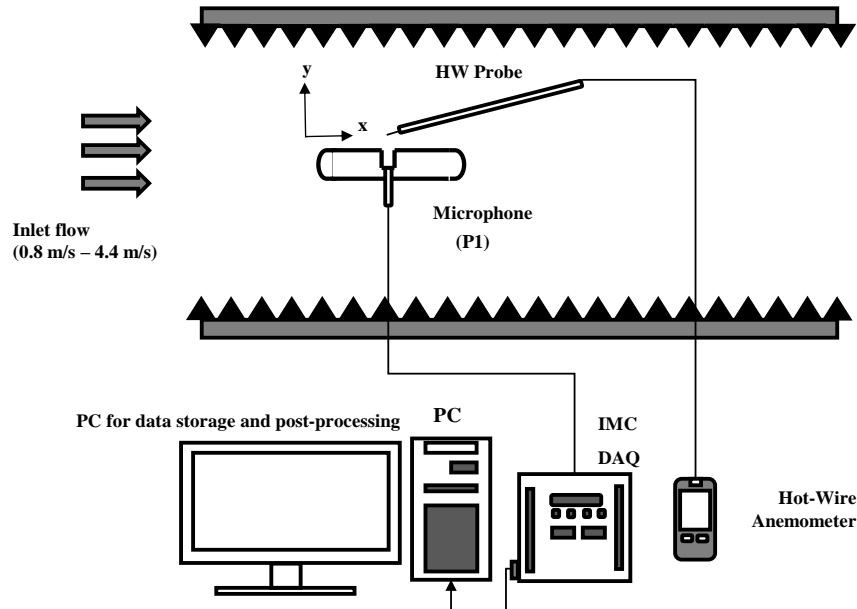 HW Probe
y
x
Microphone
(P1)
Inlet flow
(0.8 m/s – 4.4 m/s)
PC for data storage and post-processing
PC
IMC
DAQ
Hot-Wire
Anemometer